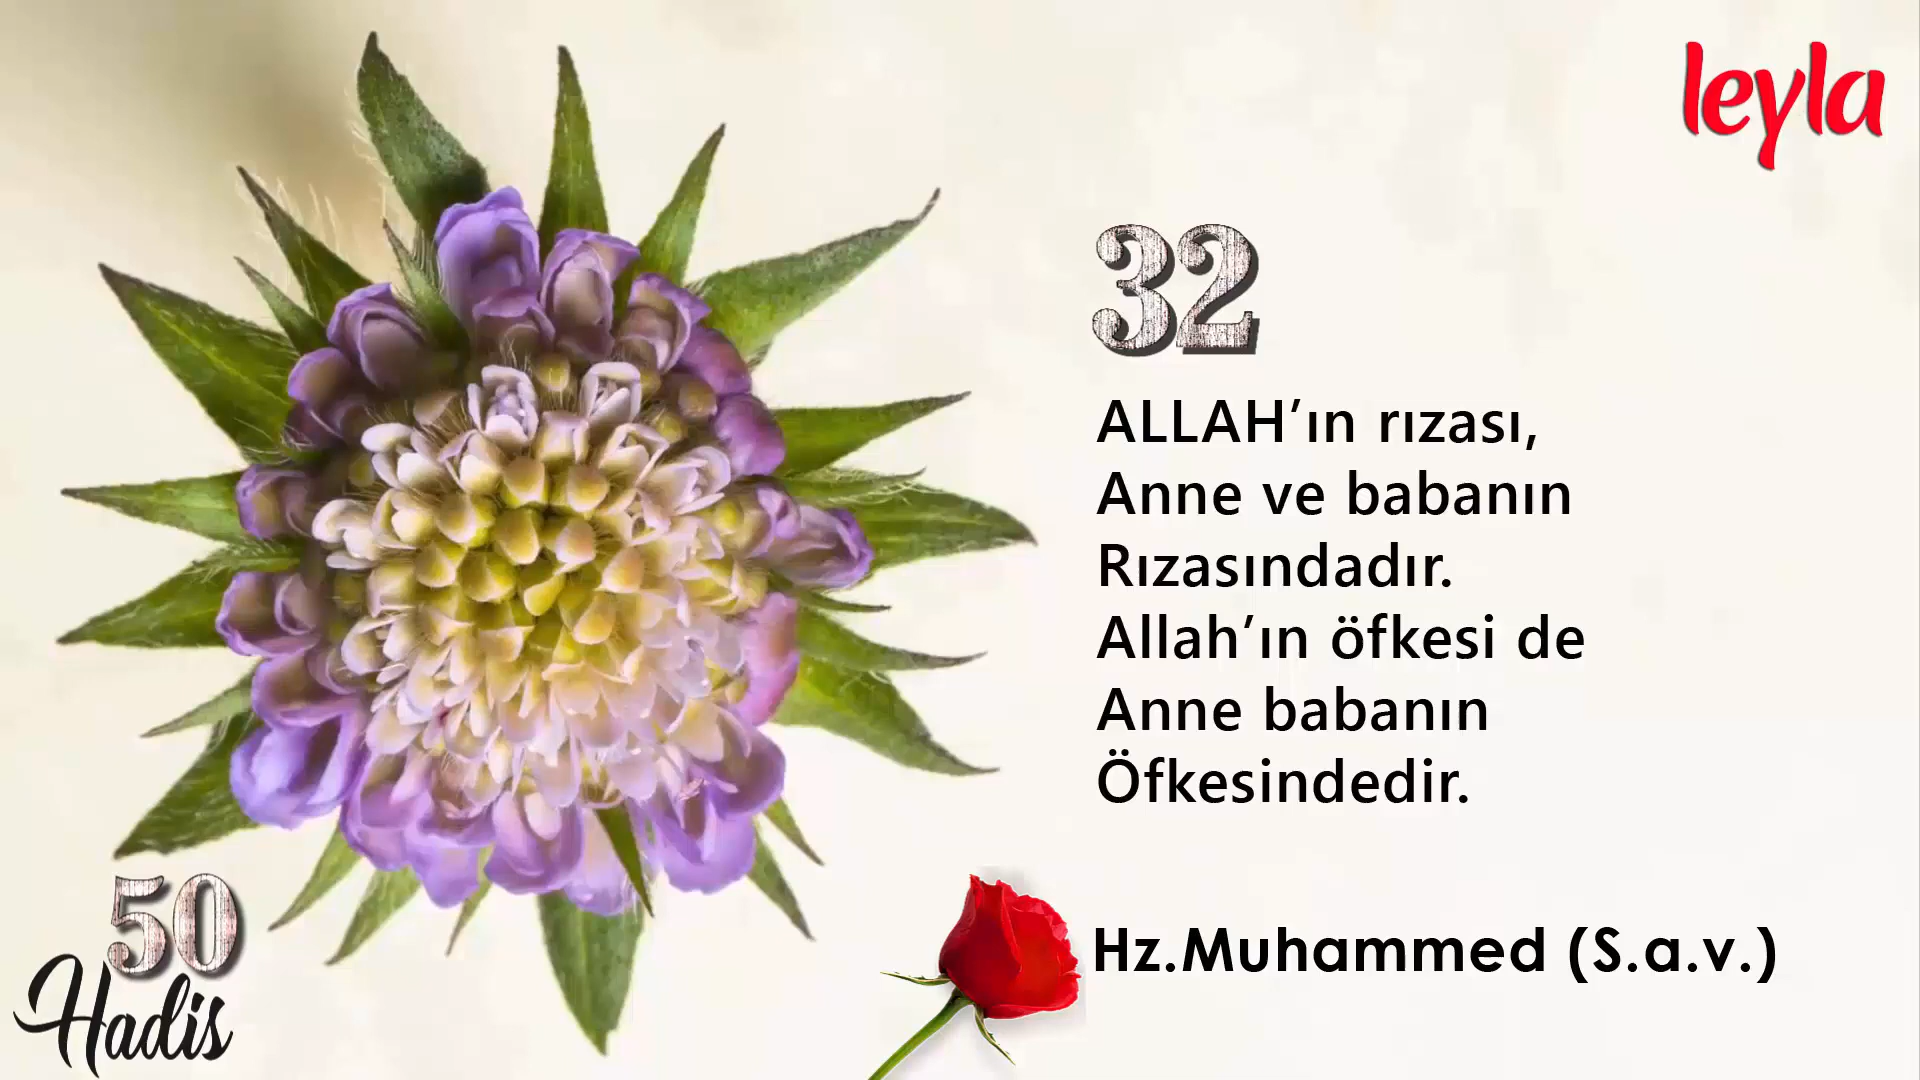 leyla
32
ALLAH’ın rızası,
Anne ve babanın
Rızasındadır.
Allah’ın öfkesi de
Anne babanın
Öfkesindedir.
Hz.Muhammed (S.a.v.)
50
Hadis